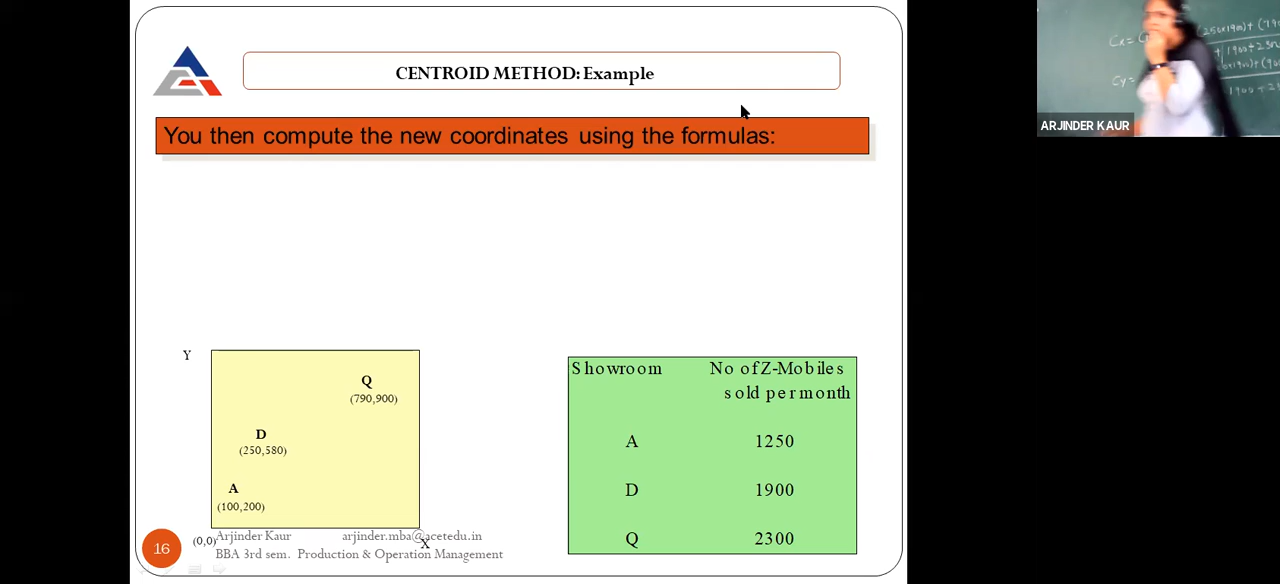 CENTROID METHOD: Example
You then compute the new coordinates using the formulas:
Y
Q
(790,900)
D
(250,580)
A
(100,200)
(0,0)
X
Showroom No of Z-Mobiles
sold per month
A 1250
D 1900
Q 2300
16
Arjinder Kaur arjinder.mba@acetedu.in
BBA 3rd sem. Production & Operation Management
ARJINDER KAUR
Cx =
Cy =